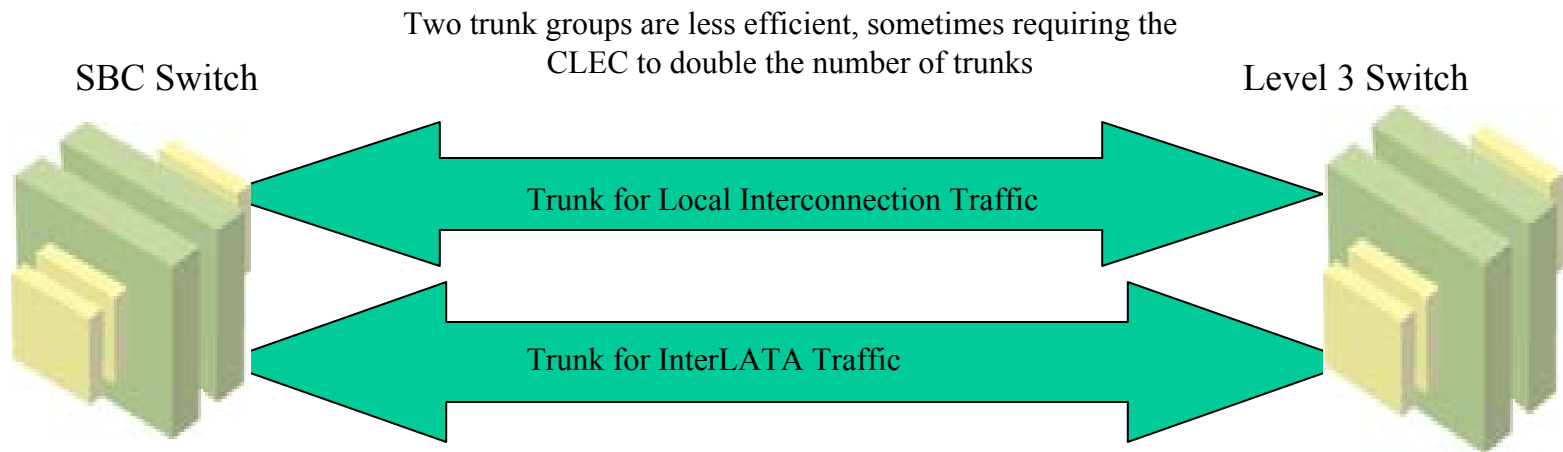 Two trunk groups are less efficient, sometimes requiring the
CLEC to double the number of trunks
SBC Switch
Level 3 Switch
Trunk for Local Interconnection Traffic
Trunk for InterLATA Traffic